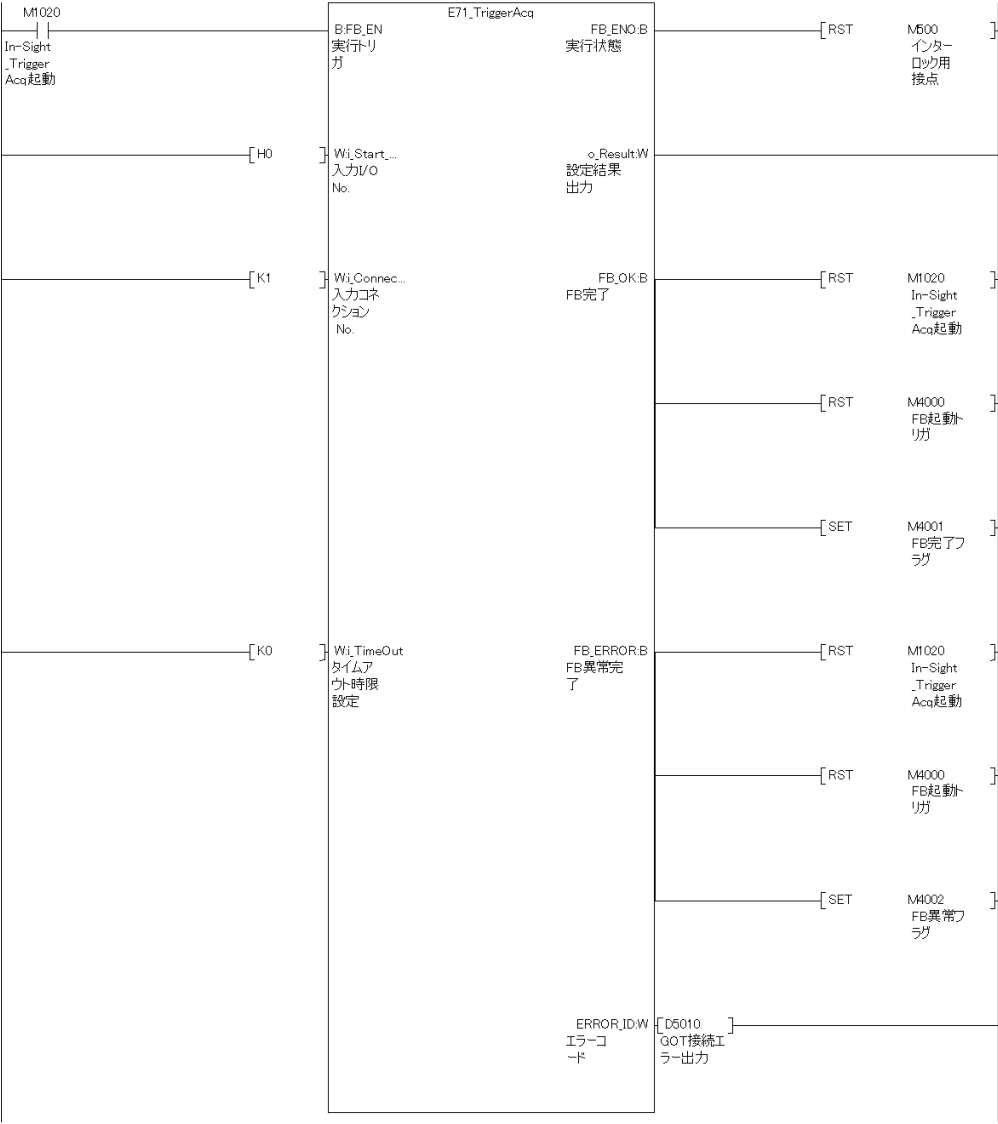 M1020
In-Sight
_Trigger
Acq起動
E71_TriggerAcq
B:FB_EN
実行トリ
ガ
FB_ENO:B
実行状態
[RST M500 ]
インター
ロック用
接点
[H0 ]
W:i_Start_...
入力I/O
No.
o_Result:W
設定結果
出力
[K1 ]
W:i_Connec...
入力コネ
クション
No.
FB_OK:B
FB完了
[RST M1020 ]
In-Sight
_Trigger
Acq起動
[RST M4000 ]
FB起動ト
リガ
[SET M4001 ]
FB完了フ
ラグ
[K0 ]
W:i_TimeOut
タイムア
ウト時限
設定
FB_ERROR:B
FB異常完
了
[RST M1020 ]
In-Sight
_Trigger
Acq起動
[RST M4000 ]
FB起動ト
リガ
[SET M4002 ]
FB異常フ
ラグ
ERROR_ID:W
エラーコ
ード
[D5010 ]
GOT接続エ
ラー出力